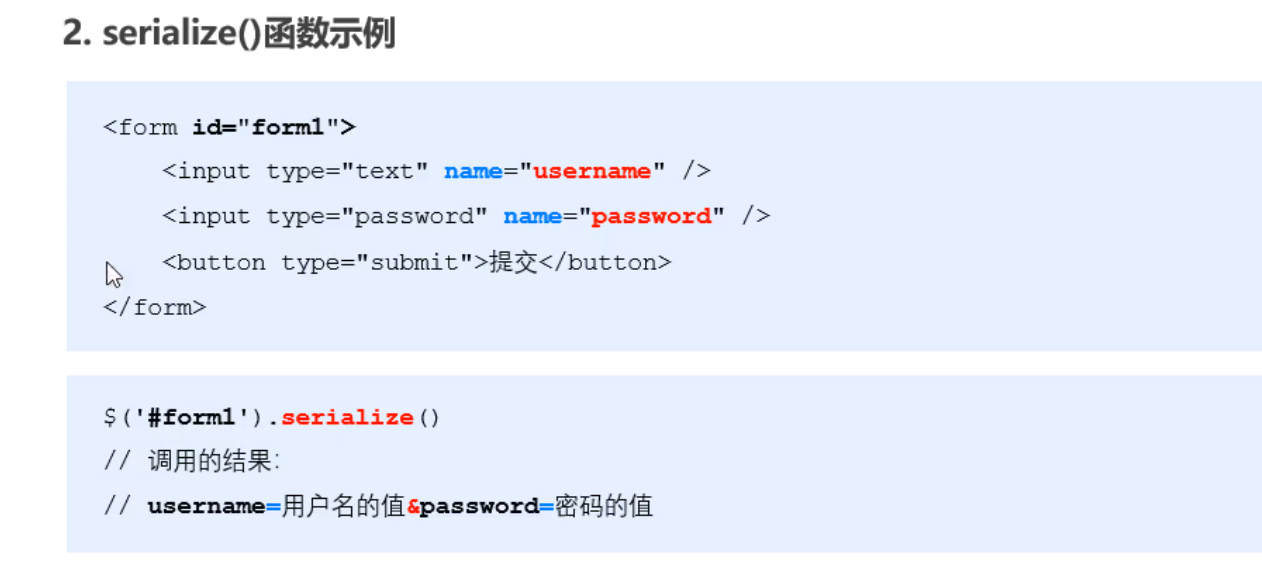 2. serialize()函数示例
<form id="form1">
<input type="text" name="username" />
<input type="password" name="password" />
<button type="submit">提交</button>
</form>
$('#form1').serialize()
// 调用的结果:
// username=用户名的值&password=密码的值